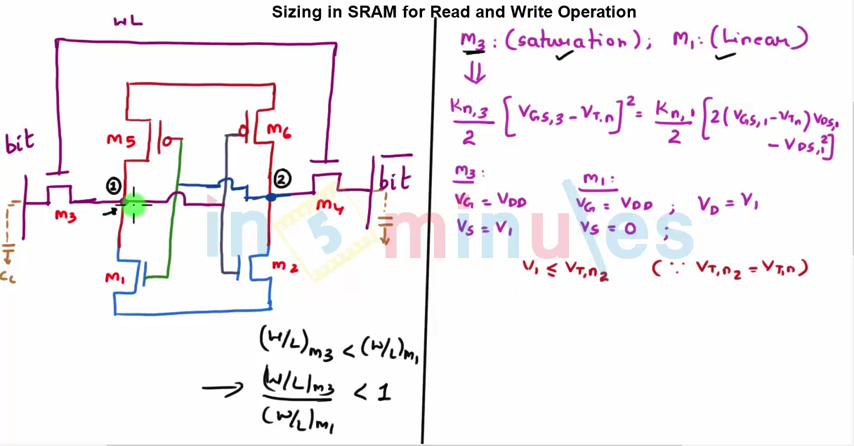 Sizing in SRAM for Read and Write Operation
WL
M5
M6
bit
bit
①
②
M3
M4
M1
M2
CL
in 5 minutes
(W/L)M3 < (W/L)M1
→ (W/L)M3 / (W/L)M1 < 1
M3 : (saturation) ; M1 : (Linear)
⇓
Kn,3/2 [VGS,3 - VT,n]² = Kn,1/2 [2(VGS,1 - VTn) VDS,1
- VDS,1²]
M3 : M1 :
VG = VDD VG = VDD ; VD = V1
VS = V1 VS = 0 ;
V1 ≤ VT,n2 (∵ VT,n2 = VT,n)